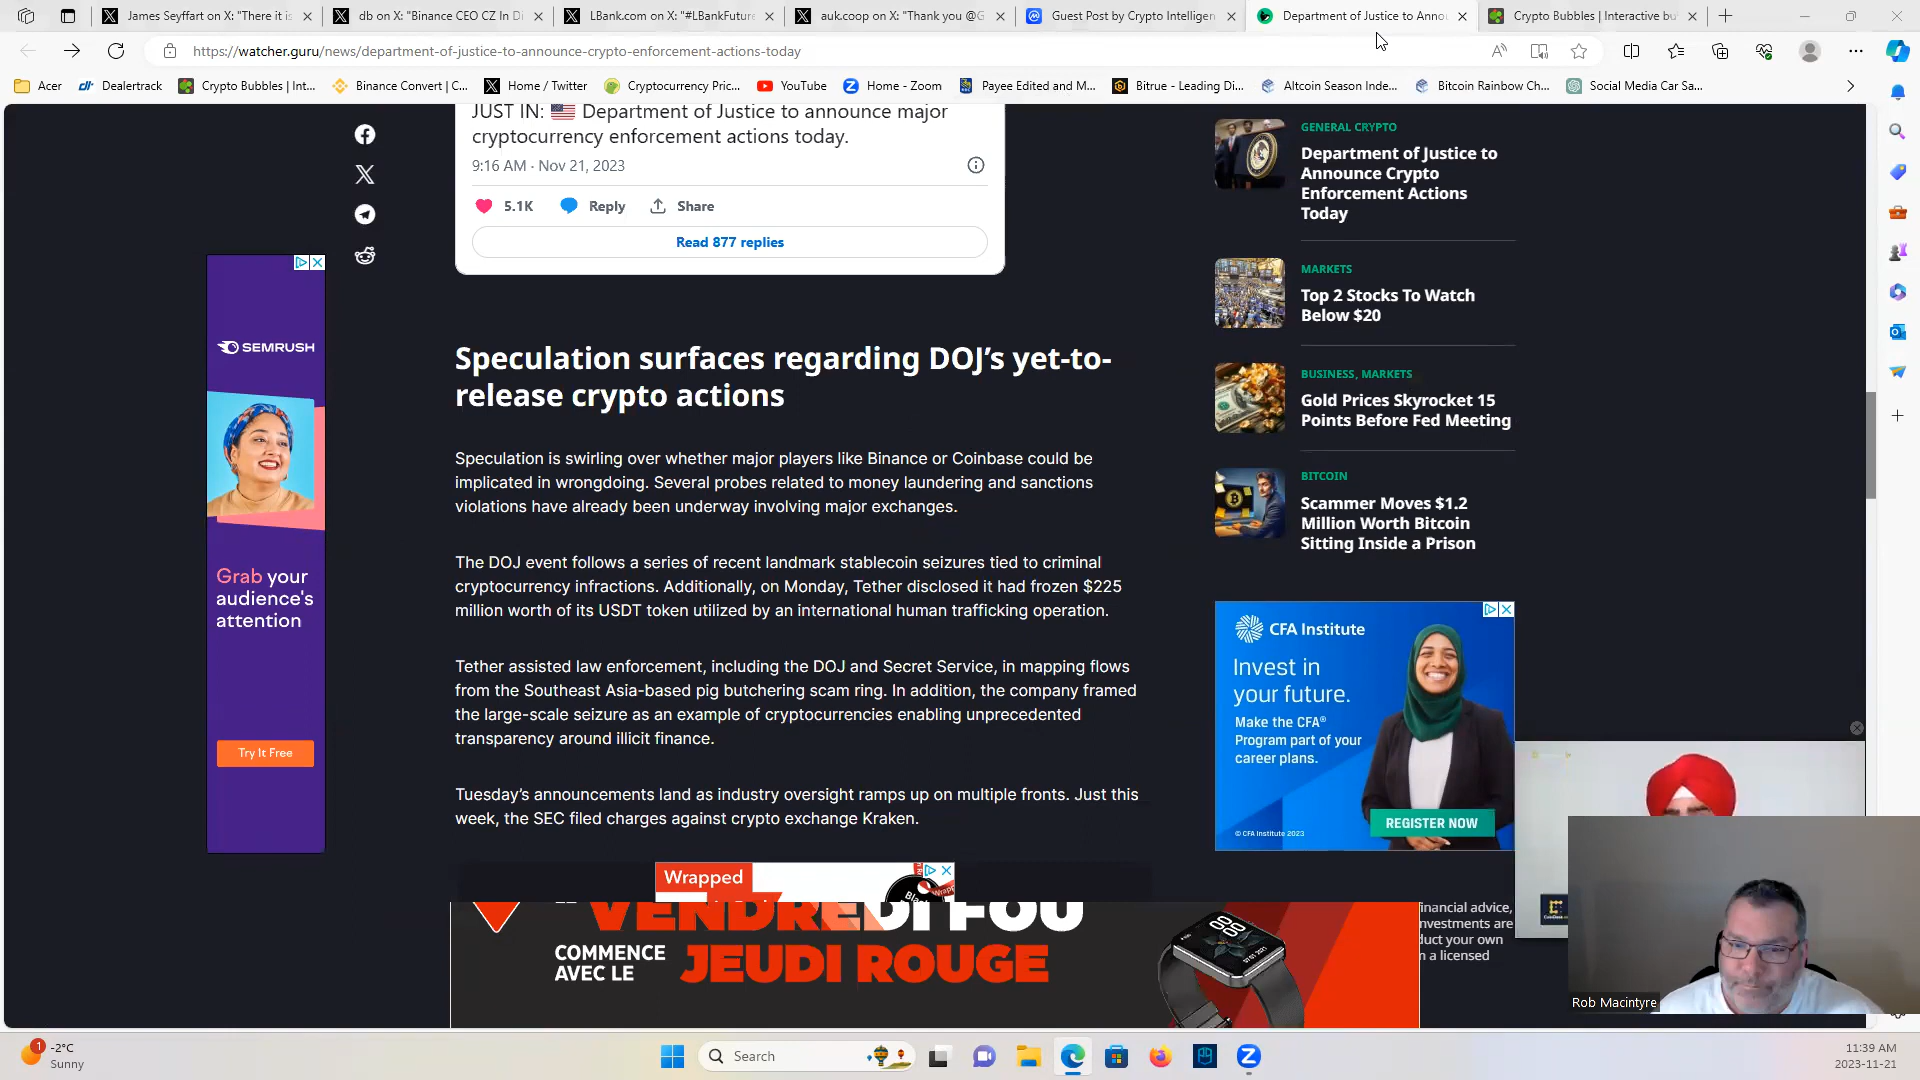 James Seyffart on X: "There it is
db on X: "Binance CEO CZ In Di
LBank.com on X: "#LBankFuture
auk.coop on X: "Thank you @G
Guest Post by Crypto Intelligen
Department of Justice to Annou
Crypto Bubbles | Interactive bu
https://watcher.guru/news/department-of-justice-to-announce-crypto-enforcement-actions-today
Acer
Dealertrack
Crypto Bubbles | Int...
Binance Convert | C...
Home / Twitter
Cryptocurrency Pric...
YouTube
Home - Zoom
Payee Edited and M...
Bitrue - Leading Di...
Altcoin Season Inde...
Bitcoin Rainbow Ch...
Social Media Car Sa...
JUST IN: 🇺🇸 Department of Justice to announce major
cryptocurrency enforcement actions today.
9:16 AM · Nov 21, 2023
5.1K
Reply
Share
Read 877 replies
Speculation surfaces regarding DOJ’s yet-to-
release crypto actions
Speculation is swirling over whether major players like Binance or Coinbase could be
implicated in wrongdoing. Several probes related to money laundering and sanctions
violations have already been underway involving major exchanges.
The DOJ event follows a series of recent landmark stablecoin seizures tied to criminal
cryptocurrency infractions. Additionally, on Monday, Tether disclosed it had frozen $225
million worth of its USDT token utilized by an international human trafficking operation.
Tether assisted law enforcement, including the DOJ and Secret Service, in mapping flows
from the Southeast Asia-based pig butchering scam ring. In addition, the company framed
the large-scale seizure as an example of cryptocurrencies enabling unprecedented
transparency around illicit finance.
Tuesday’s announcements land as industry oversight ramps up on multiple fronts. Just this
week, the SEC filed charges against crypto exchange Kraken.
SEMRUSH
Grab your
audience's
attention
Try It Free
GENERAL CRYPTO
Department of Justice to
Announce Crypto
Enforcement Actions
Today
MARKETS
Top 2 Stocks To Watch
Below $20
BUSINESS, MARKETS
Gold Prices Skyrocket 15
Points Before Fed Meeting
BITCOIN
Scammer Moves $1.2
Million Worth Bitcoin
Sitting Inside a Prison
CFA Institute
Invest in
your future.
Make the CFA®
Program part of your
career plans.
REGISTER NOW
© CFA Institute 2023
Wrapped
VENDREDI FOU
COMMENCE
AVEC LE
JEUDI ROUGE
inancial advice,
nvestments are
duct your own
a licensed
Rob Macintyre
1
-2°C
Sunny
Search
11:39 AM
2023-11-21